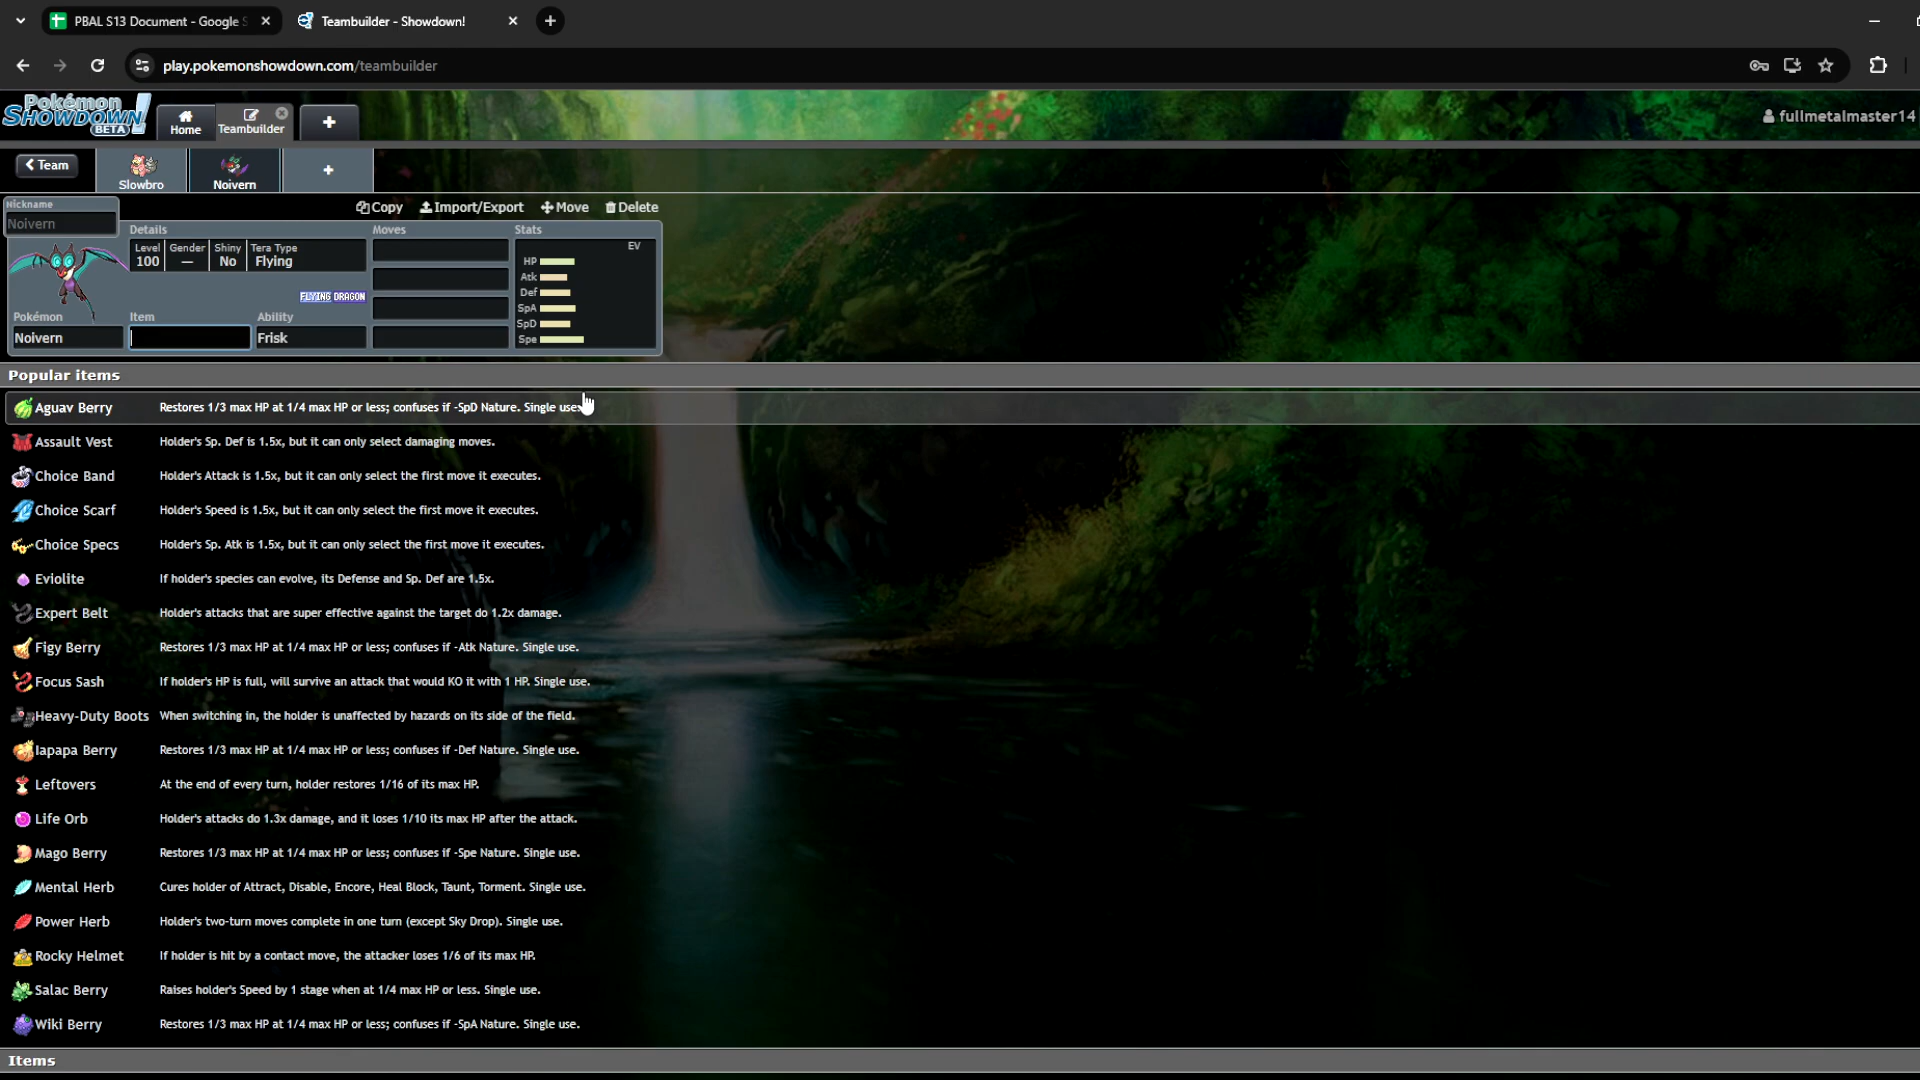 PBAL S13 Document - Google S
Teambuilder - Showdown!
play.pokemonshowdown.com/teambuilder
Pokémon
SHOWDOWN!
BETA
Home
Teambuilder
fullmetalmaster14
Team
Slowbro
Noivern
Nickname
Noivern
Copy
Import/Export
Move
Delete
Details
Moves
Stats
Level
Gender
Shiny
Tera Type
100
—
No
Flying
EV
HP
Atk
Def
SpA
SpD
Spe
FLYING DRAGON
Pokémon
Item
Ability
Noivern
Frisk
Popular items
Aguav Berry Restores 1/3 max HP at 1/4 max HP or less; confuses if -SpD Nature. Single use.
Assault Vest Holder's Sp. Def is 1.5x, but it can only select damaging moves.
Choice Band Holder's Attack is 1.5x, but it can only select the first move it executes.
Choice Scarf Holder's Speed is 1.5x, but it can only select the first move it executes.
Choice Specs Holder's Sp. Atk is 1.5x, but it can only select the first move it executes.
Eviolite If holder's species can evolve, its Defense and Sp. Def are 1.5x.
Expert Belt Holder's attacks that are super effective against the target do 1.2x damage.
Figy Berry Restores 1/3 max HP at 1/4 max HP or less; confuses if -Atk Nature. Single use.
Focus Sash If holder's HP is full, will survive an attack that would KO it with 1 HP. Single use.
Heavy-Duty Boots When switching in, the holder is unaffected by hazards on its side of the field.
Iapapa Berry Restores 1/3 max HP at 1/4 max HP or less; confuses if -Def Nature. Single use.
Leftovers At the end of every turn, holder restores 1/16 of its max HP.
Life Orb Holder's attacks do 1.3x damage, and it loses 1/10 its max HP after the attack.
Mago Berry Restores 1/3 max HP at 1/4 max HP or less; confuses if -Spe Nature. Single use.
Mental Herb Cures holder of Attract, Disable, Encore, Heal Block, Taunt, Torment. Single use.
Power Herb Holder's two-turn moves complete in one turn (except Sky Drop). Single use.
Rocky Helmet If holder is hit by a contact move, the attacker loses 1/6 of its max HP.
Salac Berry Raises holder's Speed by 1 stage when at 1/4 max HP or less. Single use.
Wiki Berry Restores 1/3 max HP at 1/4 max HP or less; confuses if -SpA Nature. Single use.
Items